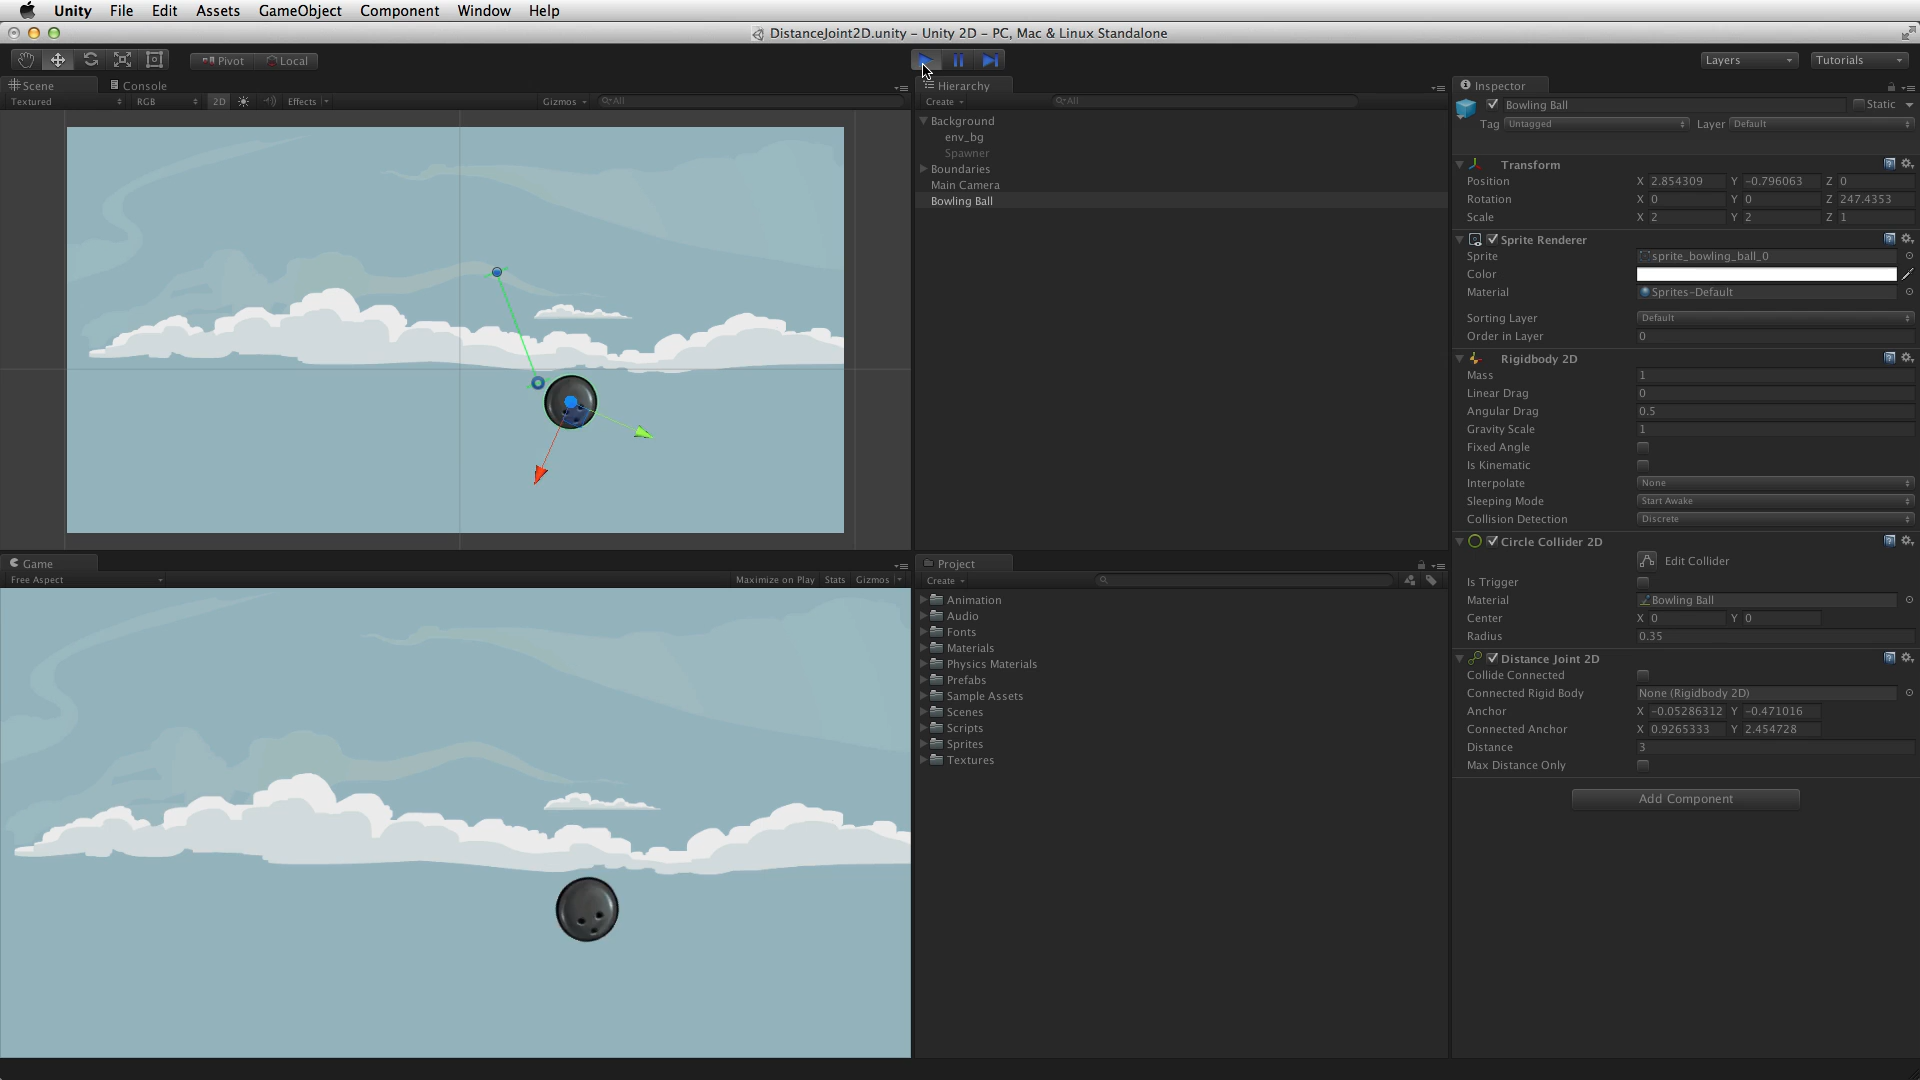 Unity File Edit Assets GameObject Component Window Help
DistanceJoint2D.unity – Unity 2D – PC, Mac & Linux Standalone
Pivot Local
Layers
Tutorials
Scene
Console
Textured RGB 2D Effects Gizmos All
Hierarchy
Create All
Background
env_bg
Spawner
Boundaries
Main Camera
Bowling Ball
Game
Free Aspect Maximize on Play Stats Gizmos
Project
Create
Animation
Audio
Fonts
Materials
Physics Materials
Prefabs
Sample Assets
Scenes
Scripts
Sprites
Textures
Inspector
Bowling Ball Static
Tag Untagged Layer Default
Transform
Position X 2.854309 Y -0.796063 Z 0
Rotation X 0 Y 0 Z 247.4353
Scale X 2 Y 2 Z 1
Sprite Renderer
Sprite sprite_bowling_ball_0
Color
Material Sprites-Default
Sorting Layer Default
Order in Layer 0
Rigidbody 2D
Mass 1
Linear Drag 0
Angular Drag 0.5
Gravity Scale 1
Fixed Angle
Is Kinematic
Interpolate None
Sleeping Mode Start Awake
Collision Detection Discrete
Circle Collider 2D
Edit Collider
Is Trigger
Material Bowling Ball
Center X 0 Y 0
Radius 0.35
Distance Joint 2D
Collide Connected
Connected Rigid Body None (Rigidbody 2D)
Anchor X -0.05286312 Y -0.471016
Connected Anchor X 0.9265333 Y 2.454728
Distance 3
Max Distance Only
Add Component